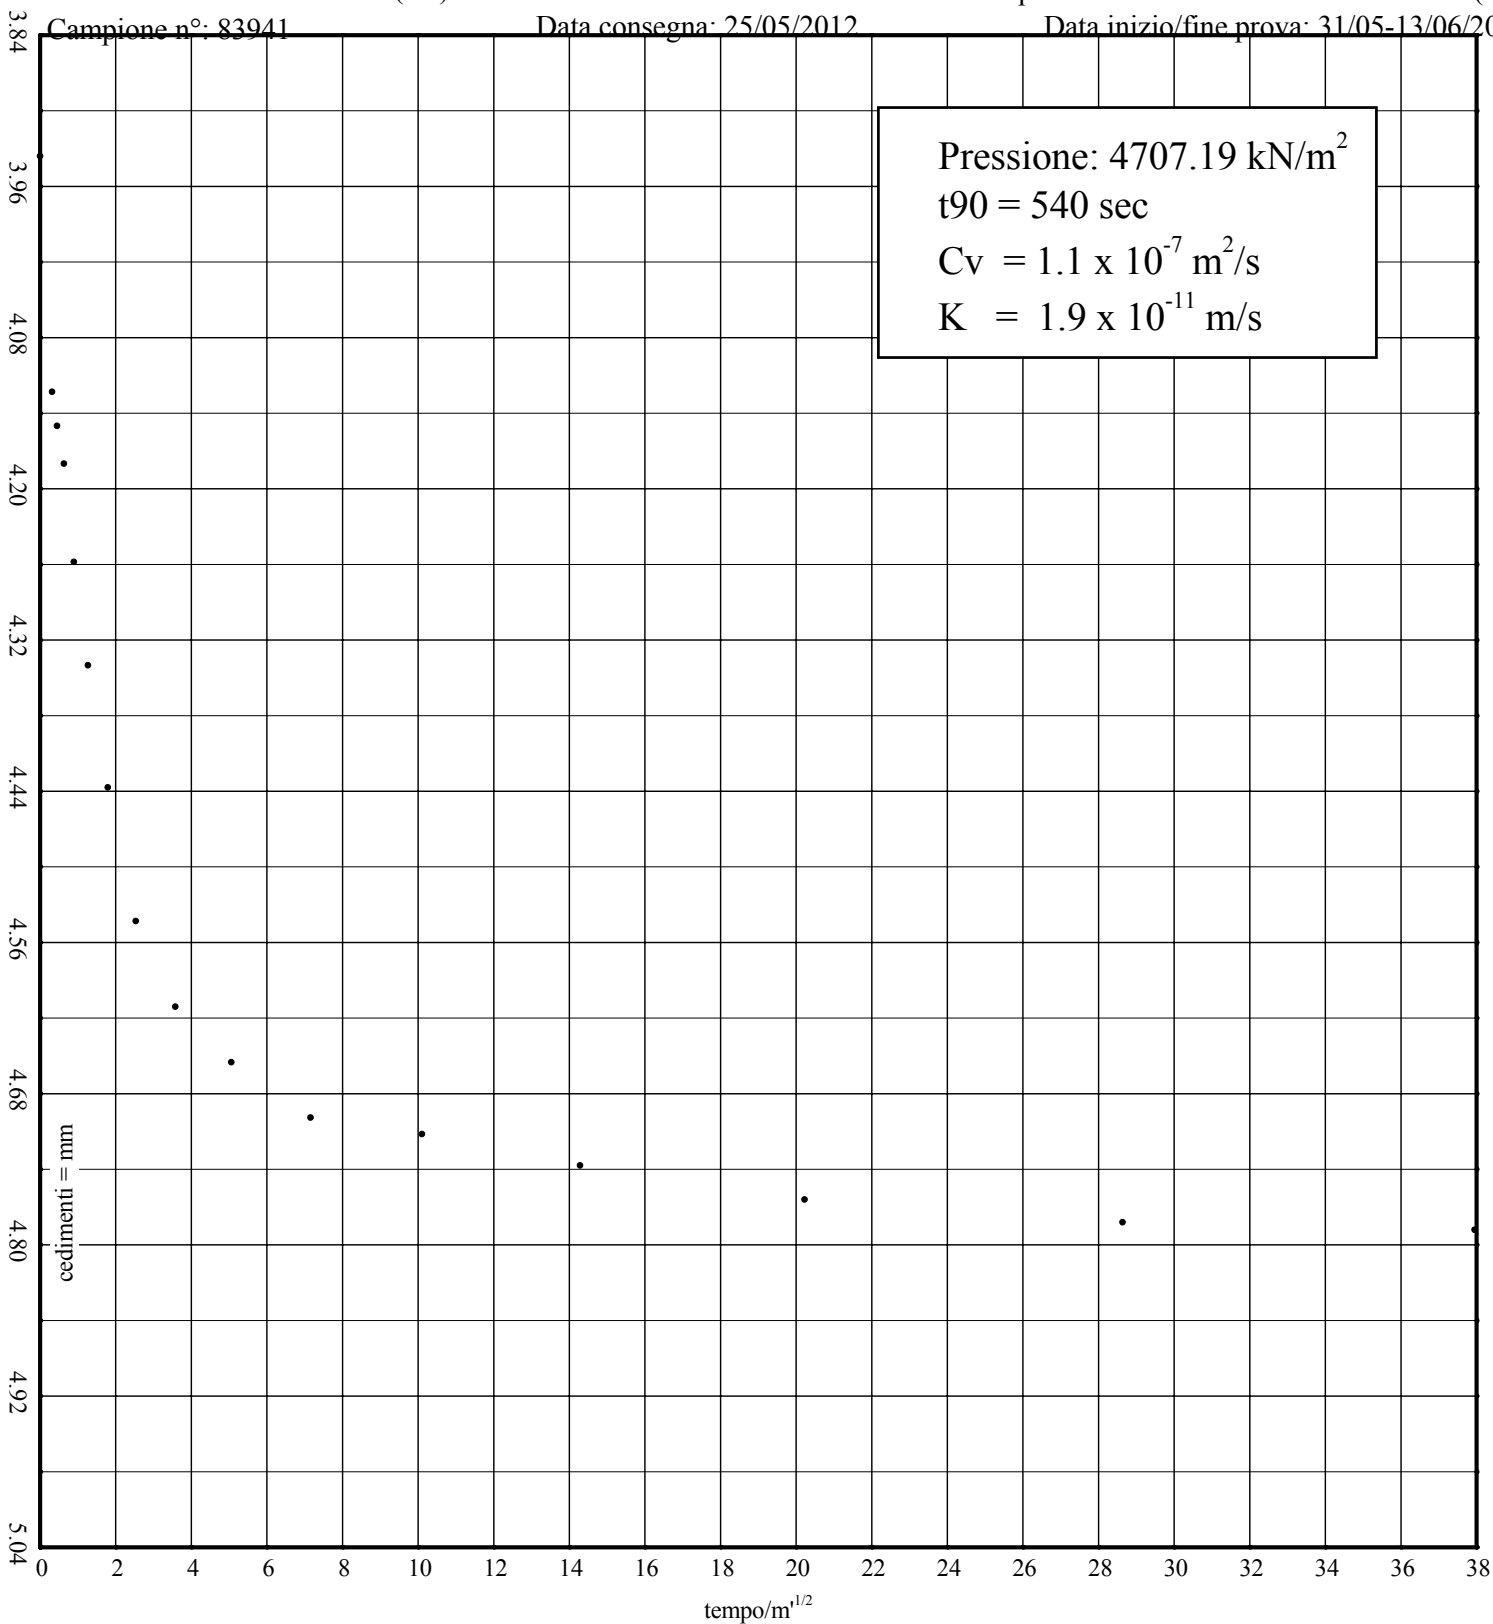 Campione n°: 83941 Data consegna: 25/05/2012 Data inizio/fine prova: 31/05-13/06/20
Pressione: 4707.19 kN/m²
t90 = 540 sec
Cv = 1.1 x 10⁻⁷ m²/s
K = 1.9 x 10⁻¹¹ m/s
3.84
3.96
4.08
4.20
4.32
4.44
4.56
4.68
4.80
4.92
5.04
cedimenti = mm
0 2 4 6 8 10 12 14 16 18 20 22 24 26 28 30 32 34 36 38
tempo/m'¹ᐟ²